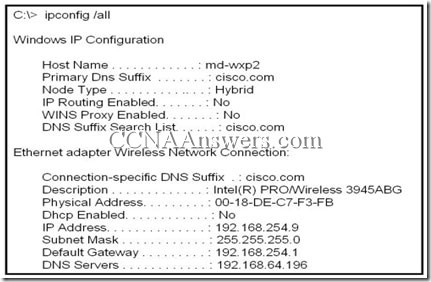 C:\> ipconfig /all
Windows IP Configuration
Host Name . . . . . . . . . . . . : md-wxp2
Primary Dns Suffix . . . . . . . : cisco.com
Node Type . . . . . . . . . . . . : Hybrid
IP Routing Enabled. . . . . . . . : No
WINS Proxy Enabled. . . . . . . . : No
DNS Suffix Search List. . . . . . : cisco.com
CCNAAnswers.com
Ethernet adapter Wireless Network Connection:
Connection-specific DNS Suffix . : cisco.com
Description . . . . . . . . . . . . : Intel(R) PRO/Wireless 3945ABG
Physical Address. . . . . . . . . : 00-18-DE-C7-F3-FB
Dhcp Enabled. . . . . . . . . . . : No
IP Address. . . . . . . . . . . . : 192.168.254.9
Subnet Mask . . . . . . . . . . . : 255.255.255.0
Default Gateway . . . . . . . . . : 192.168.254.1
DNS Servers . . . . . . . . . . . : 192.168.64.196